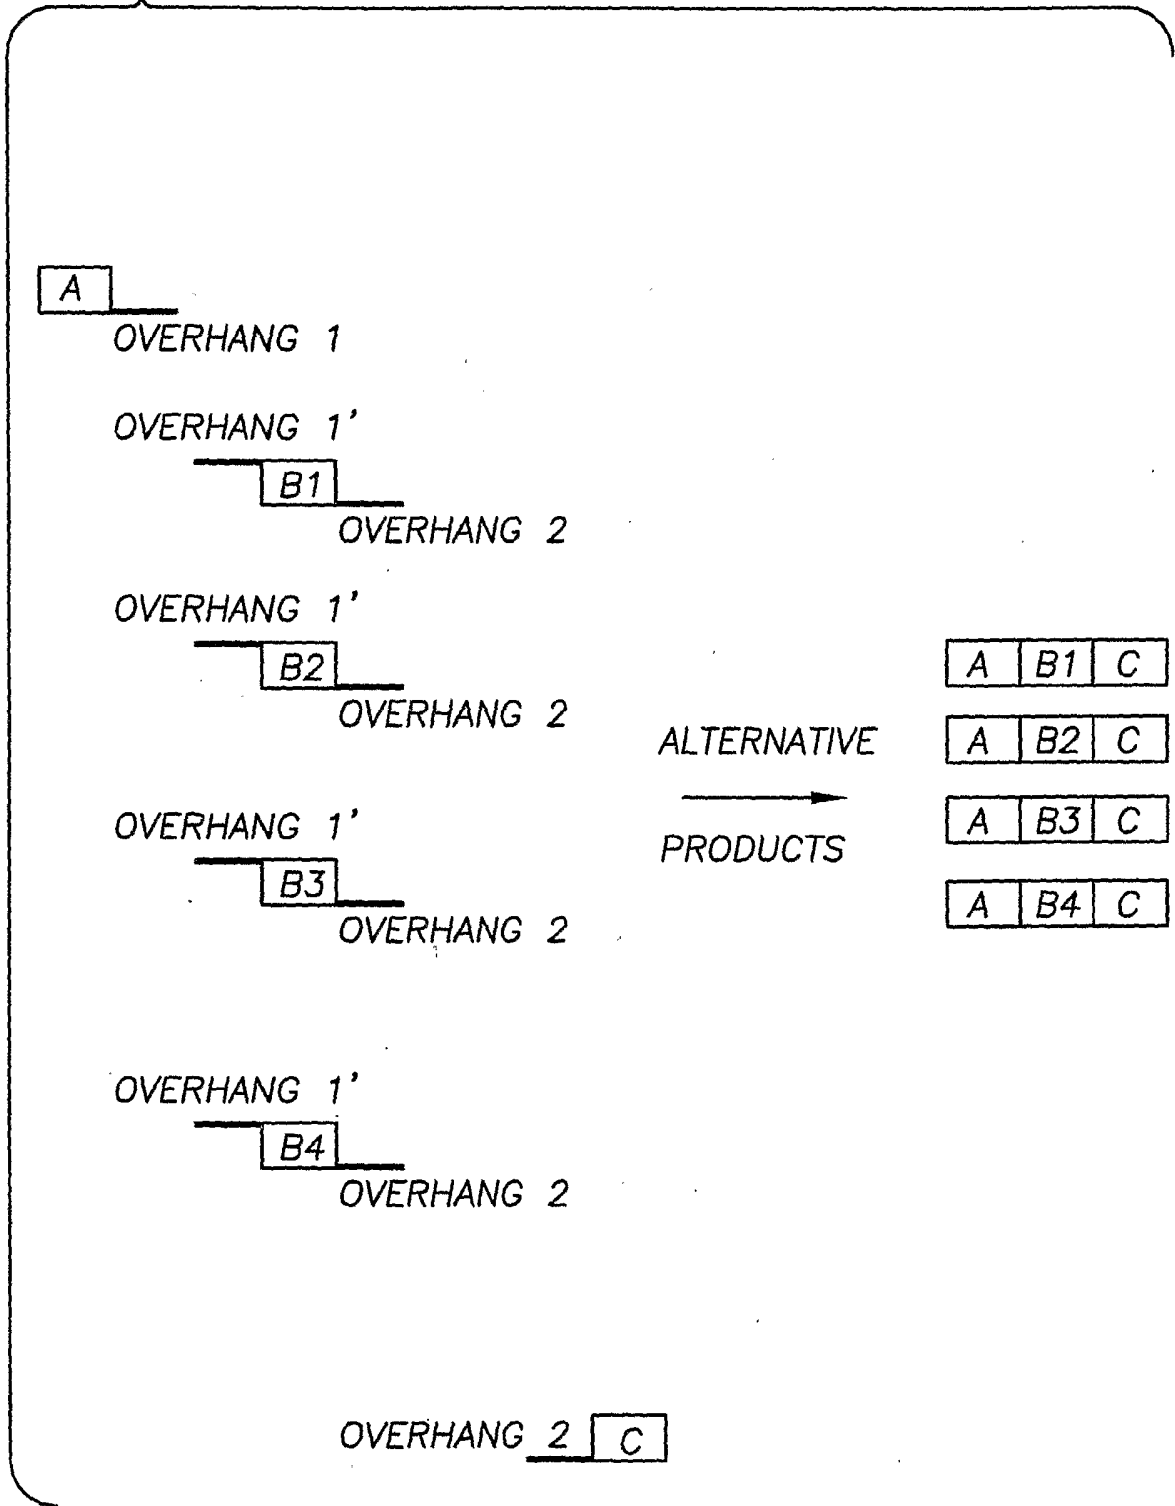 A
OVERHANG 1
OVERHANG 1'
B1
OVERHANG 2
OVERHANG 1'
B2
OVERHANG 2
OVERHANG 1'
B3
OVERHANG 2
OVERHANG 1'
B4
OVERHANG 2
OVERHANG 2 C
ALTERNATIVE
PRODUCTS
A B1 C
A B2 C
A B3 C
A B4 C